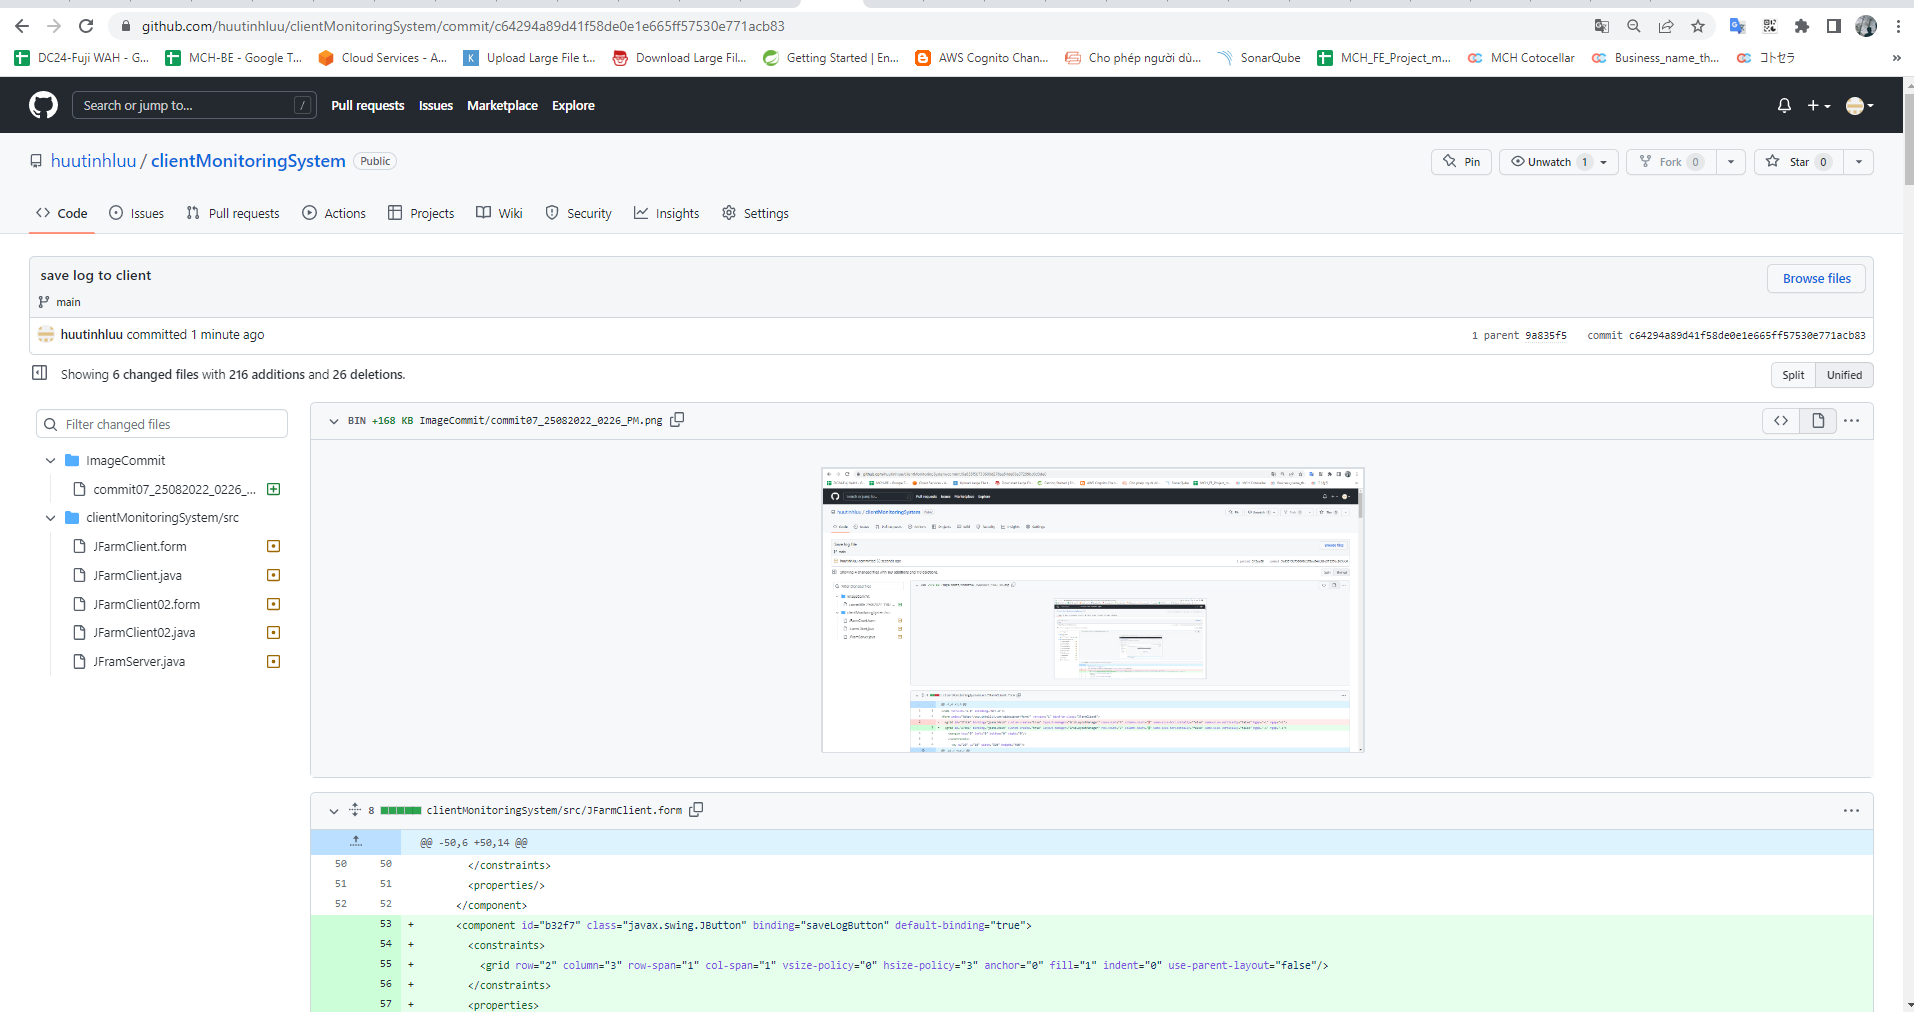 github.com/huutinhluu/clientMonitoringSystem/commit/c64294a89d41f58de0e1e665ff57530e771acb83
DC24-Fuji WAH - G... MCH-BE - Google T... Cloud Services - A... Upload Large File t... Download Large Fil... Getting Started | En... AWS Cognito Chan... Cho phép người dù... SonarQube MCH_FE_Project_m... MCH Cotocellar Business_name_th... コトセラ »
Search or jump to... / Pull requests Issues Marketplace Explore
huutinhluu / clientMonitoringSystem Public Pin Unwatch 1 Fork 0 Star 0
Code Issues Pull requests Actions Projects Wiki Security Insights Settings
save log to client
Browse files
main
huutinhluu committed 1 minute ago 1 parent 9a835f5 commit c64294a89d41f58de0e1e665ff57530e771acb83
Showing 6 changed files with 216 additions and 26 deletions. Split Unified
Filter changed files
ImageCommit
commit07_25082022_0226_...
clientMonitoringSystem/src
JFarmClient.form
JFarmClient.java
JFarmClient02.form
JFarmClient02.java
JFramServer.java
BIN +168 KB ImageCommit/commit07_25082022_0226_PM.png
8 clientMonitoringSystem/src/JFarmClient.form
@@ -50,6 +50,14 @@
50 50 </constraints>
51 51 <properties/>
52 52 </component>
53 + <component id="b32f7" class="javax.swing.JButton" binding="saveLogButton" default-binding="true">
54 + <constraints>
55 + <grid row="2" column="3" row-span="1" col-span="1" vsize-policy="0" hsize-policy="3" anchor="0" fill="1" indent="0" use-parent-layout="false"/>
56 + </constraints>
57 + <properties>